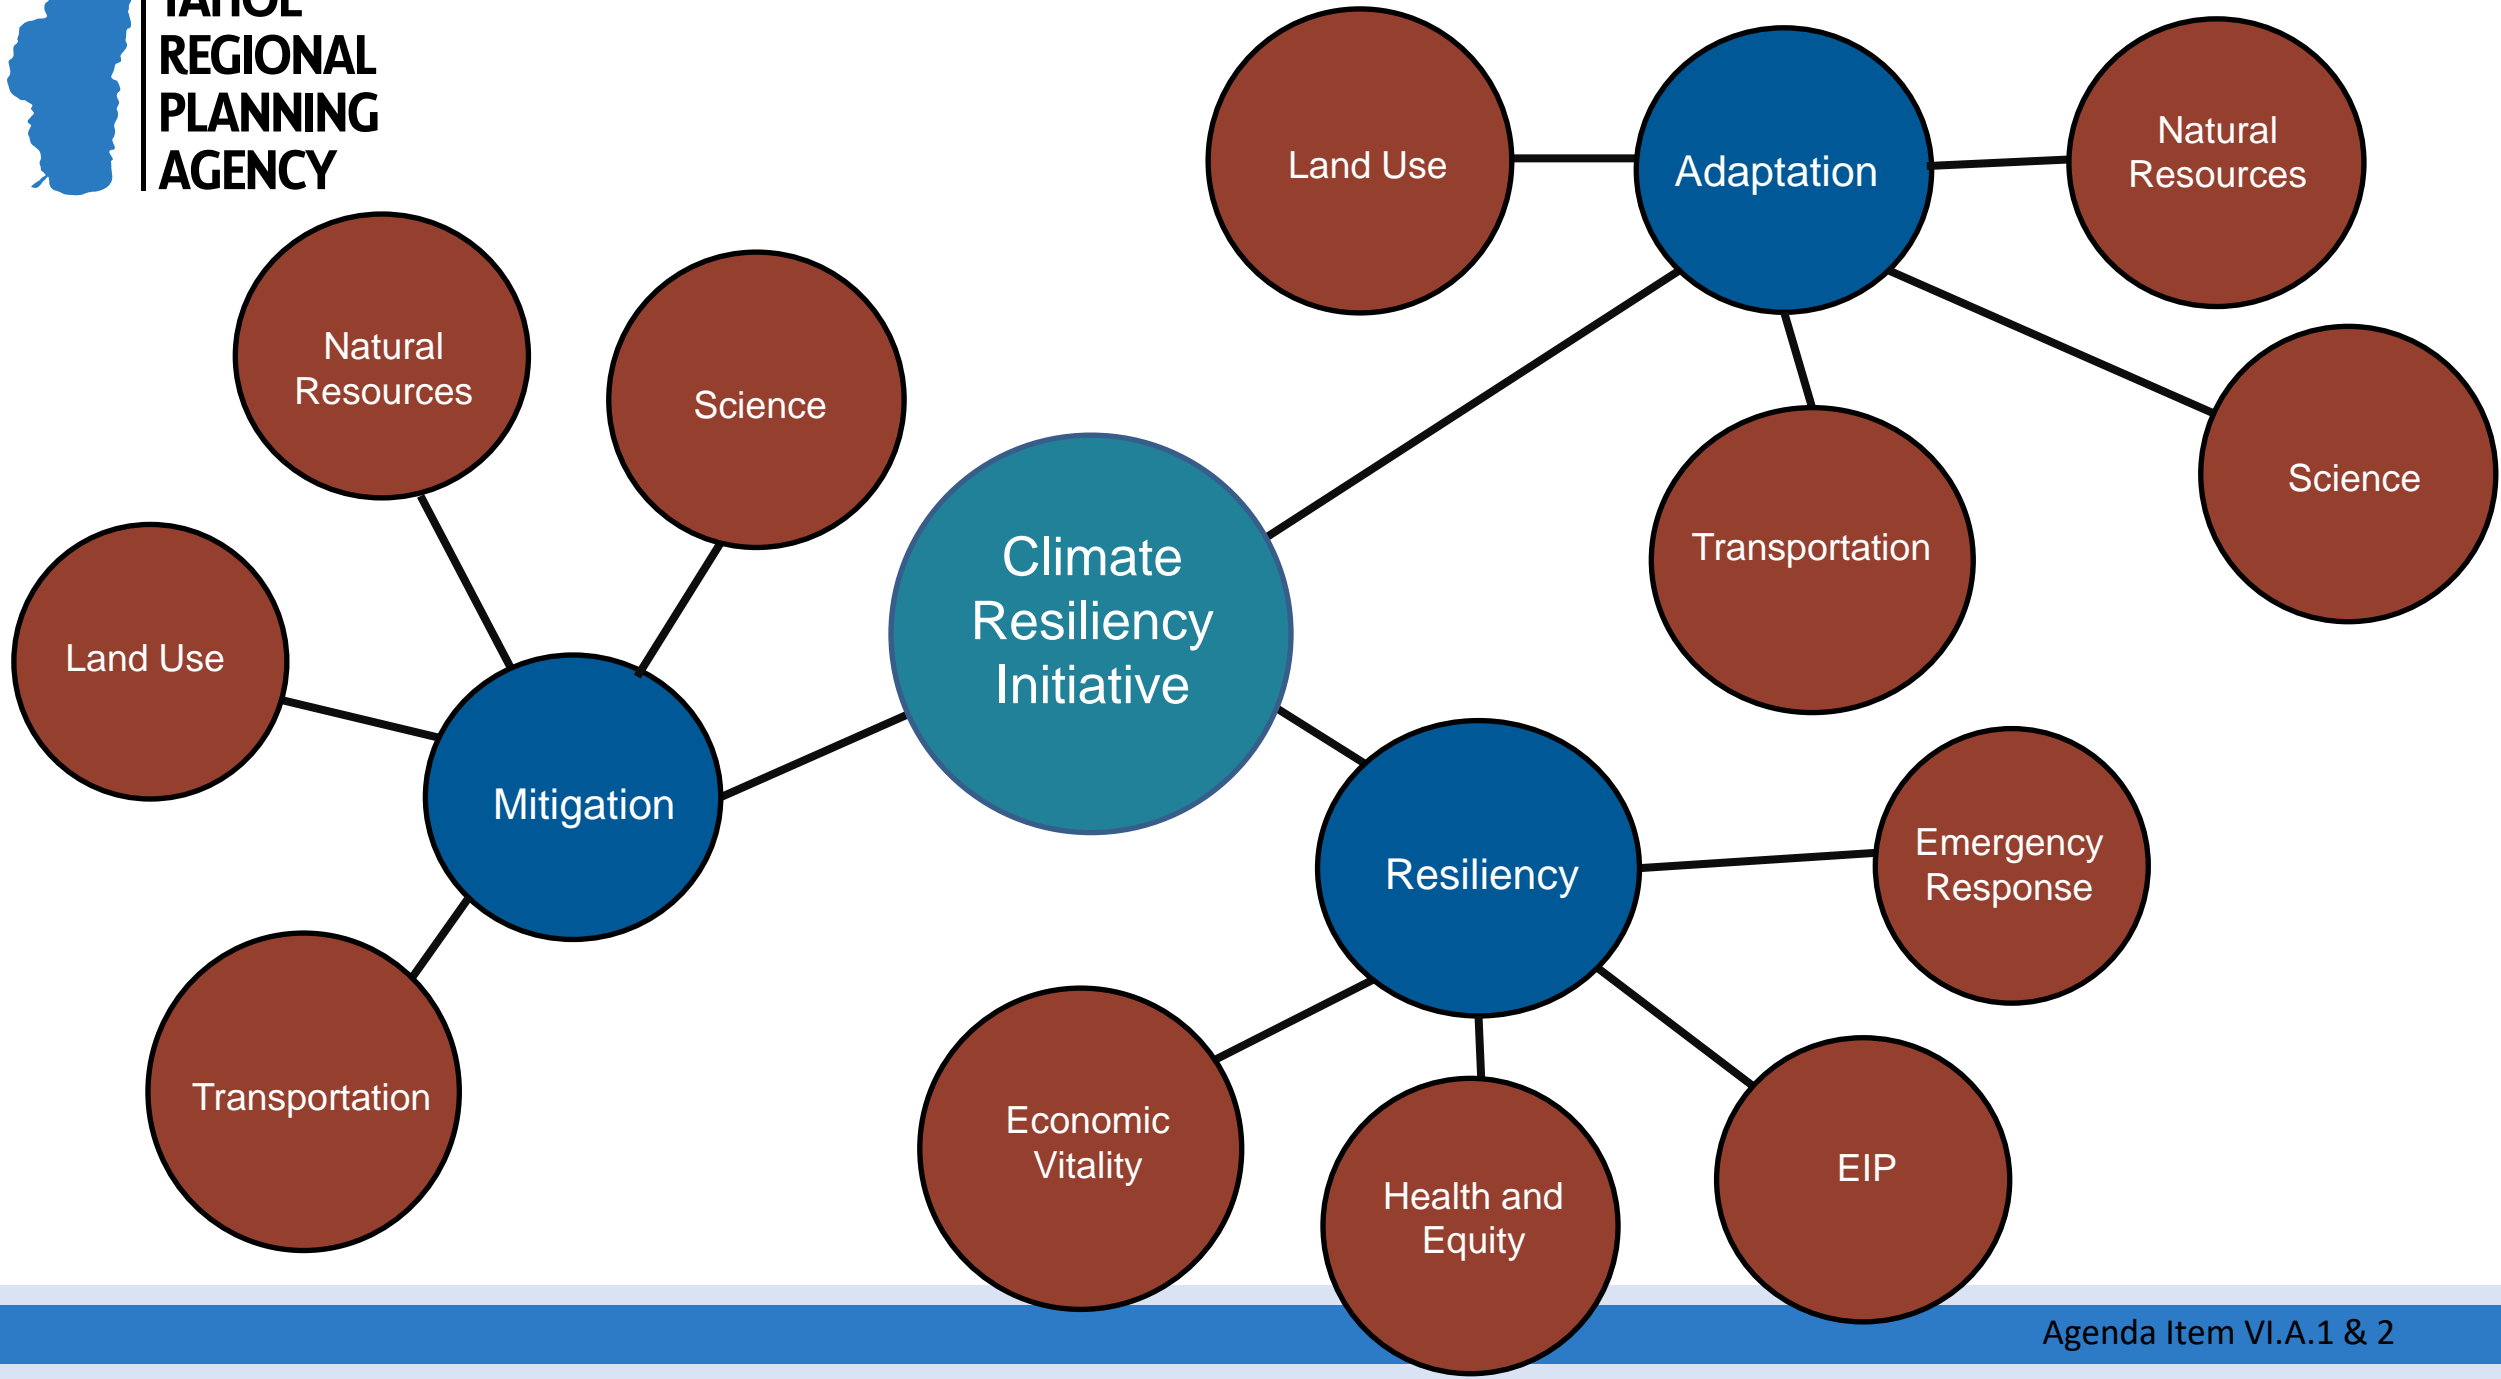 TAHOE
REGIONAL
PLANNING
AGENCY
Land Use
Adaptation
Natural
Resources
Natural
Resources
Science
Science
Transportation
Climate
Resiliency
Initiative
Land Use
Mitigation
Resiliency
Emergency
Response
Transportation
Economic
Vitality
Health and
Equity
EIP
Agenda Item VI.A.1 & 2